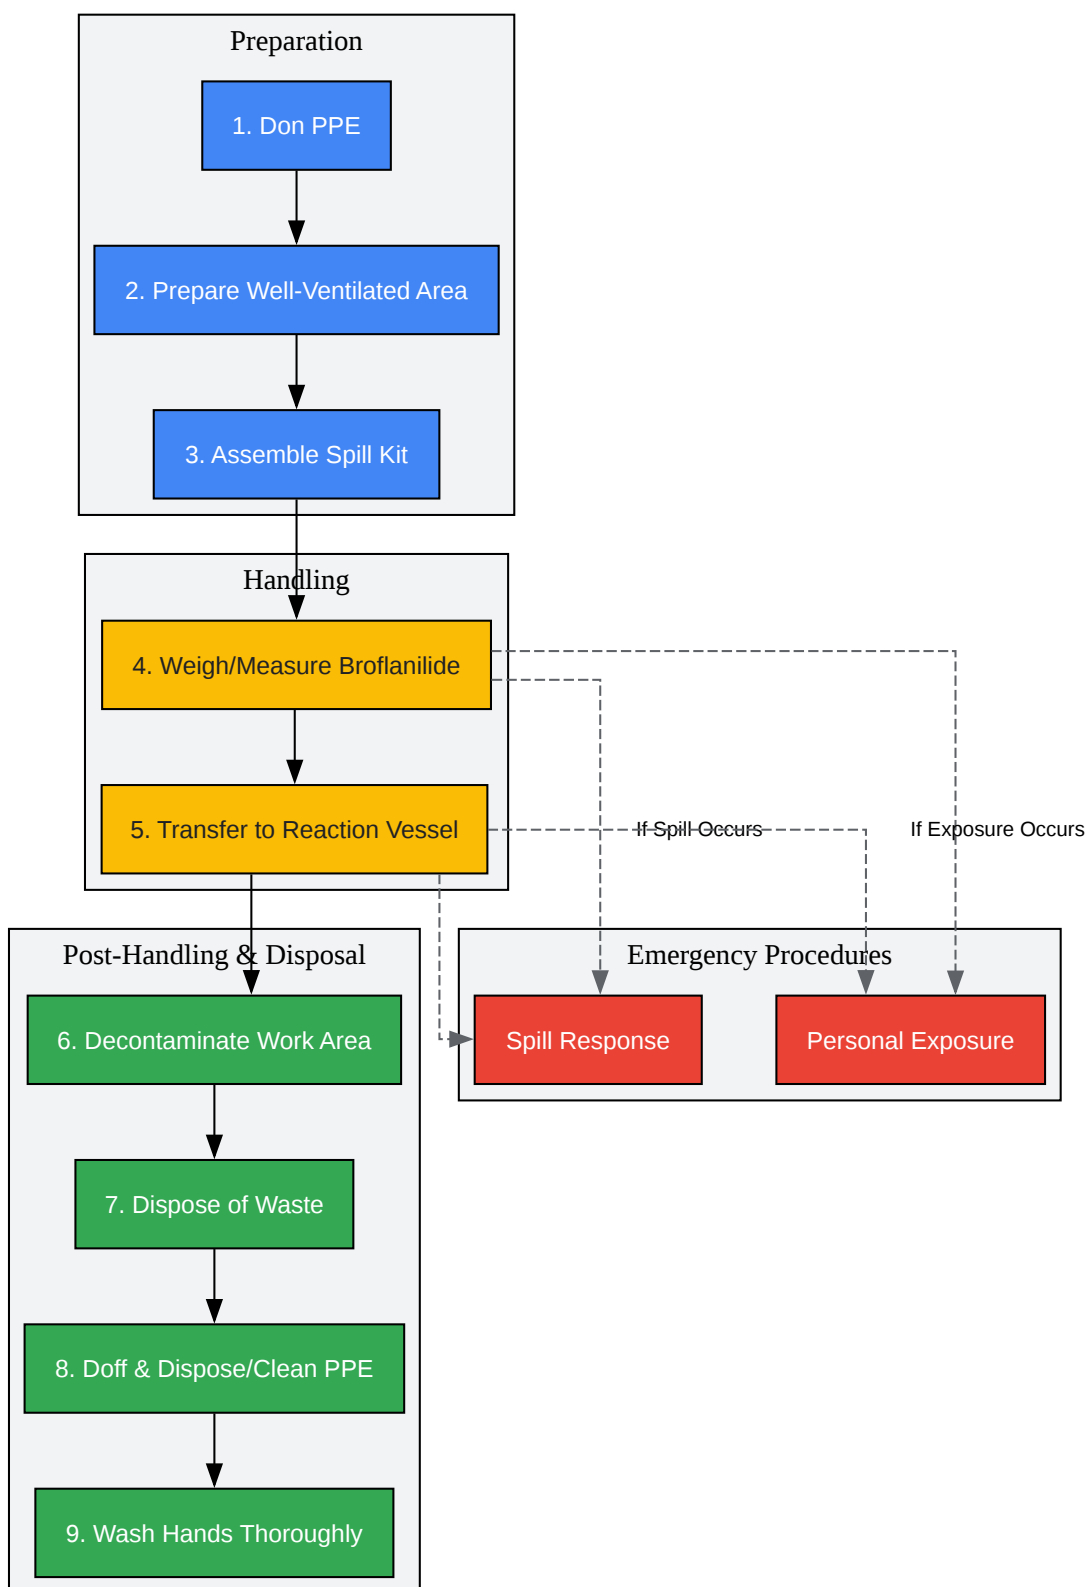 Preparation
1. Don PPE
2. Prepare Well-Ventilated Area
3. Assemble Spill Kit
Handling
4. Weigh/Measure Broflanilide
5. Transfer to Reaction Vessel
If Spill Occurs
If Exposure Occurs
Post-Handling & Disposal
6. Decontaminate Work Area
7. Dispose of Waste
8. Doff & Dispose/Clean PPE
9. Wash Hands Thoroughly
Emergency Procedures
Spill Response
Personal Exposure